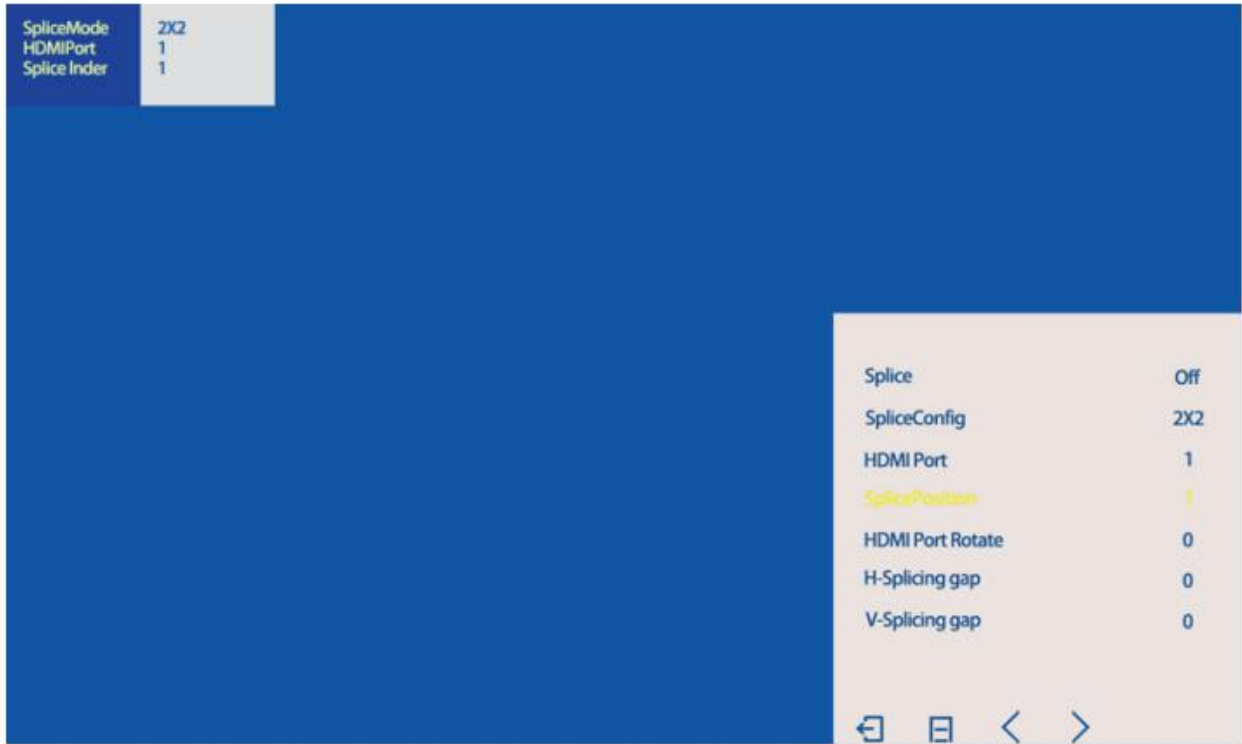 SpliceMode 2X2
HDMIPort 1
Splice Inder 1
Splice Off
SpliceConfig 2X2
HDMI Port 1
SplicePosition 1
HDMI Port Rotate 0
H-Splicing gap 0
V-Splicing gap 0